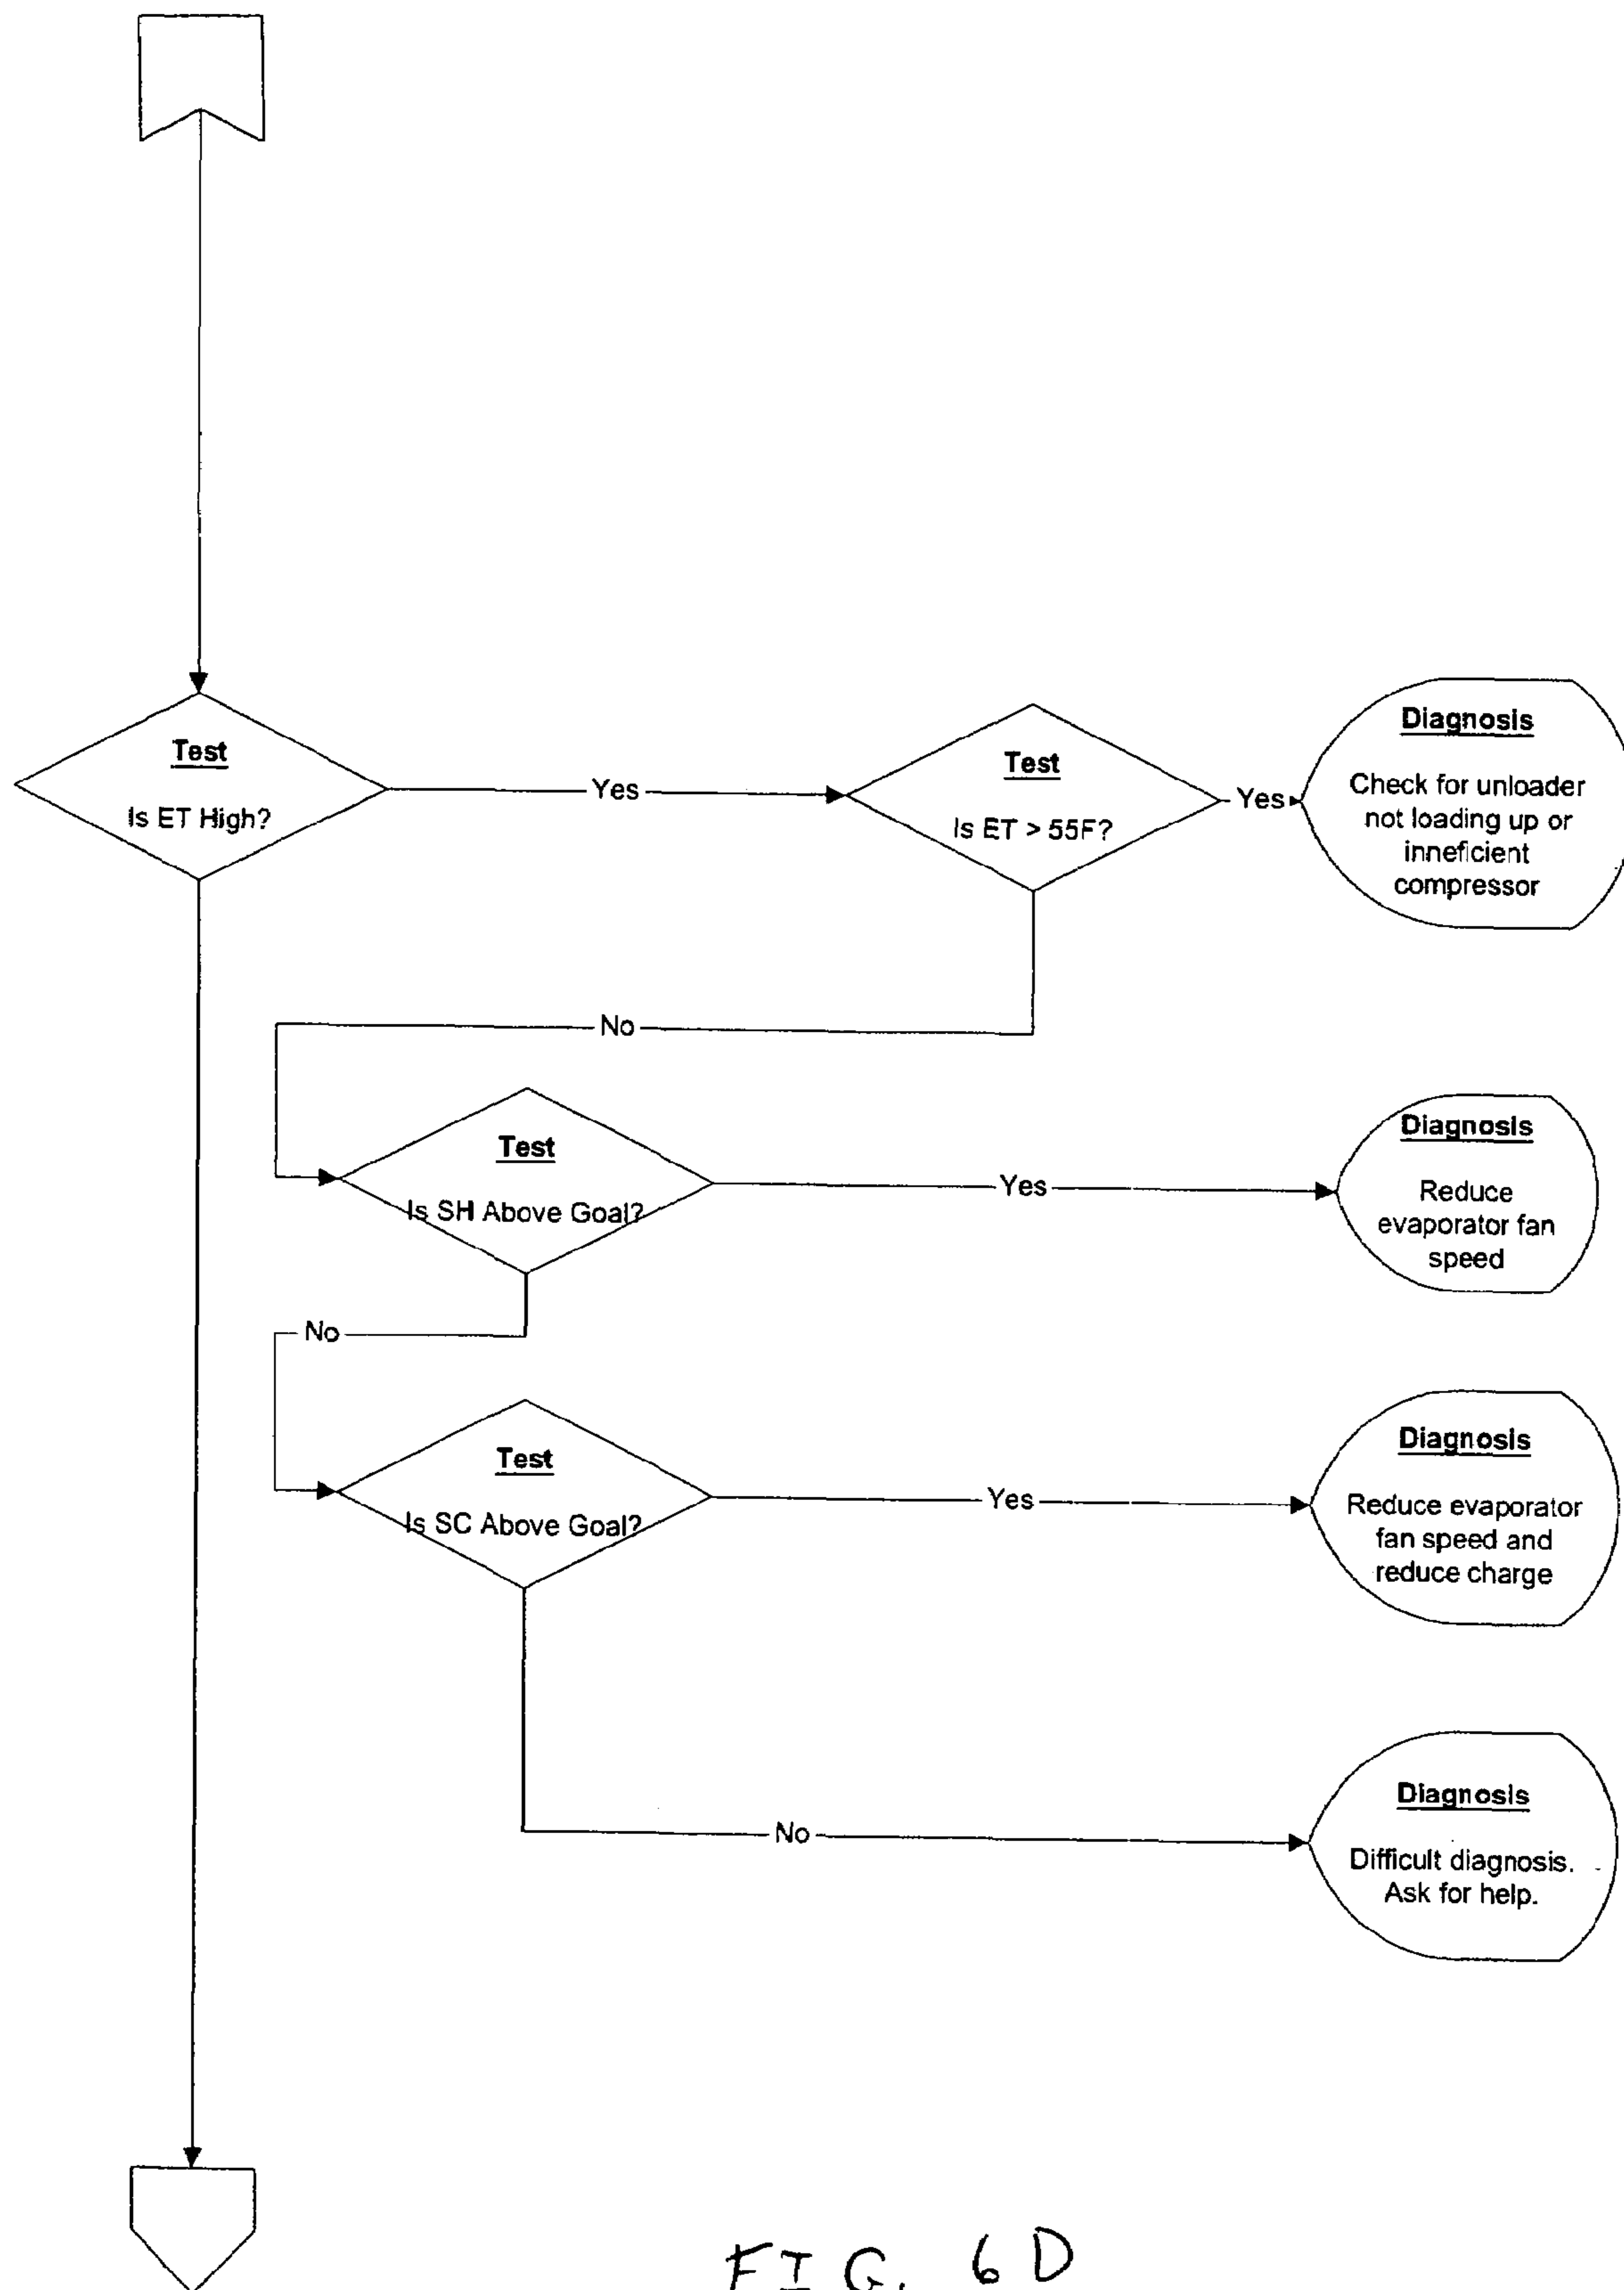 Test
Is ET High?
Yes
Test
Is ET > 55F?
Yes
Diagnosis
Check for unloader
not loading up or
inneficient
compressor
No
Test
Is SH Above Goal?
Yes
Diagnosis
Reduce
evaporator fan
speed
No
Test
Is SC Above Goal?
Yes
Diagnosis
Reduce evaporator
fan speed and
reduce charge
No
Diagnosis
Difficult diagnosis.
Ask for help.
FIG. 6D